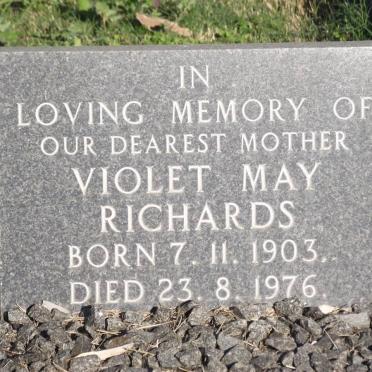 IN
LOVING MEMORY OF
OUR DEAREST MOTHER
VIOLET MAY
RICHARDS
BORN 7. 11. 1903.
DIED 23. 8. 1976.